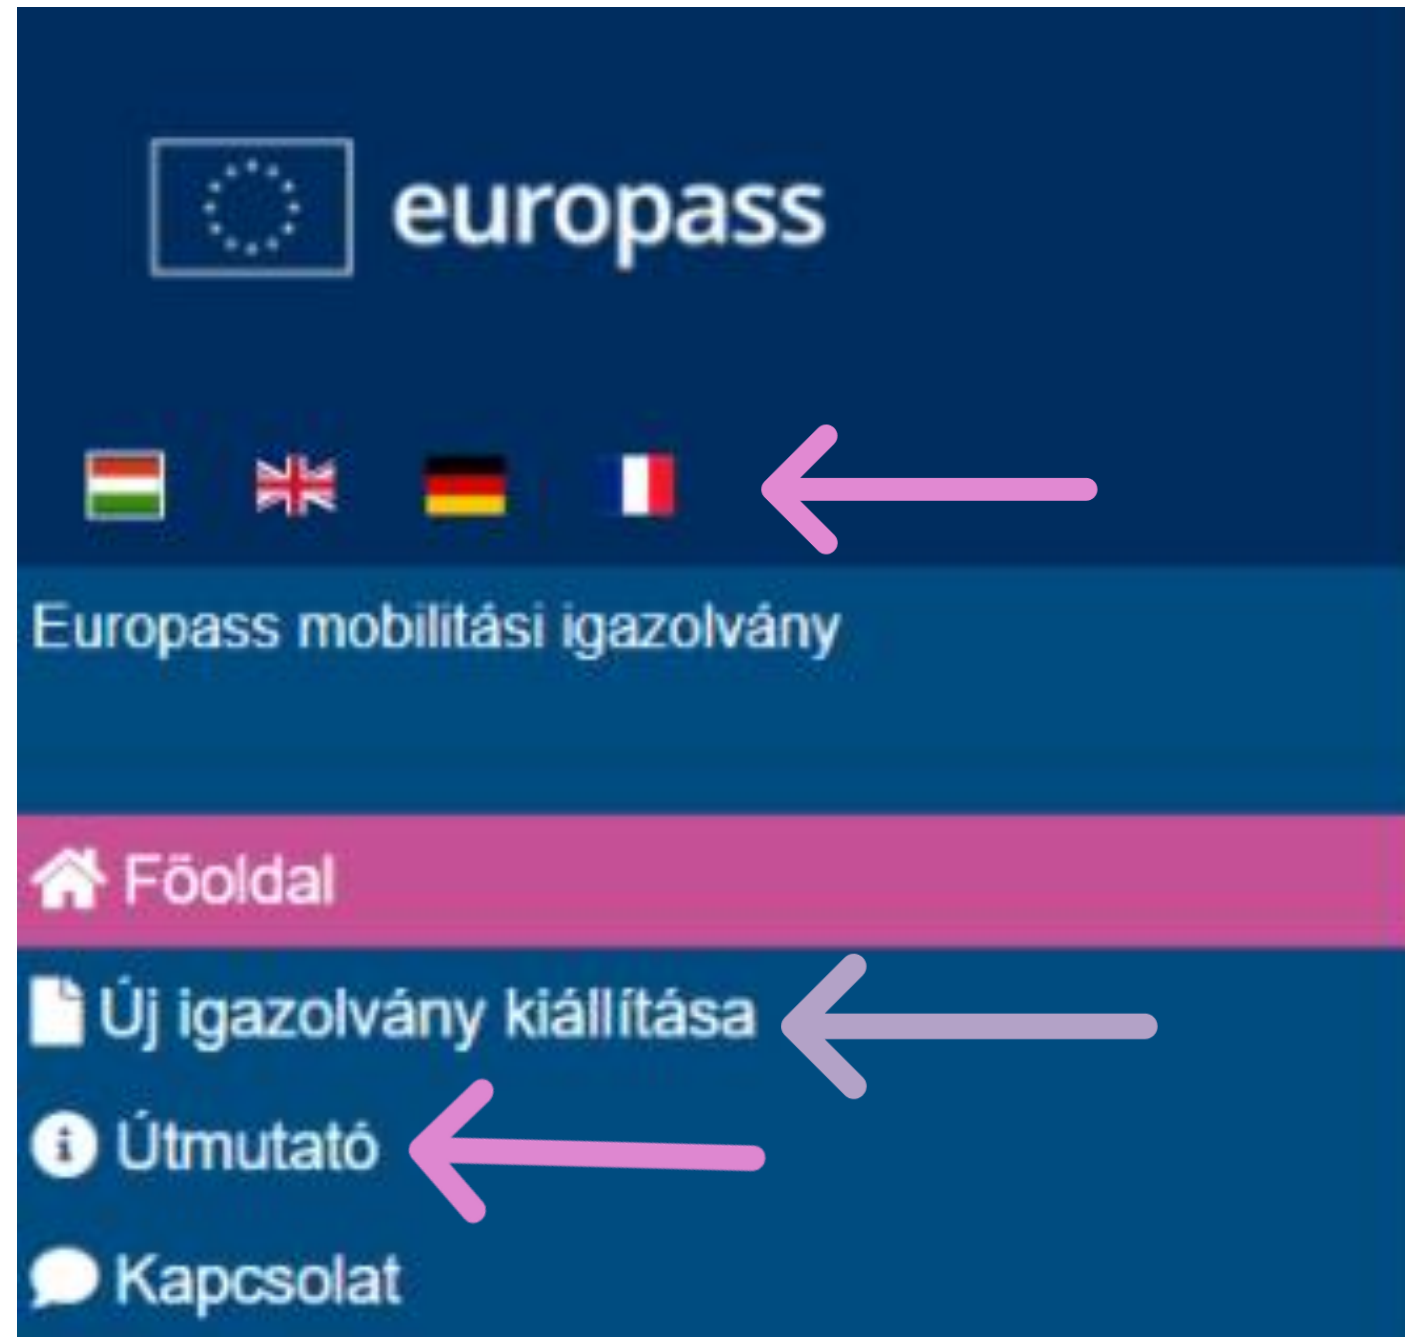 europass
Europass mobilitási igazolvány
Főoldal
Új igazolvány kiállítása
Útmutató
Kapcsolat